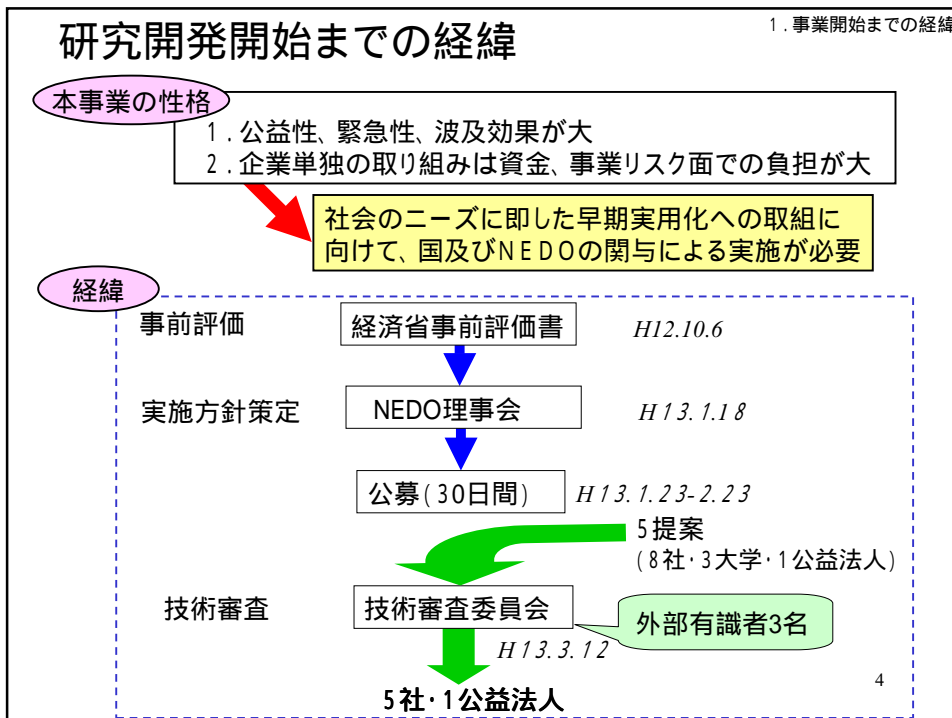 研究開発開始までの経緯
1.事業開始までの経緯
本事業の性格
1.公益性、緊急性、波及効果が大
2.企業単独の取り組みは資金、事業リスク面での負担が大
社会のニーズに即した早期実用化への取組に
向けて、国及びNEDOの関与による実施が必要
経緯
事前評価
経済省事前評価書
H12.10.6
実施方針策定
NEDO理事会
H13.1.18
公募(30日間)
H13.1.23-2.23
5提案
(8社・3大学・1公益法人)
技術審査
技術審査委員会
外部有識者3名
H13.3.12
5社・1公益法人
4